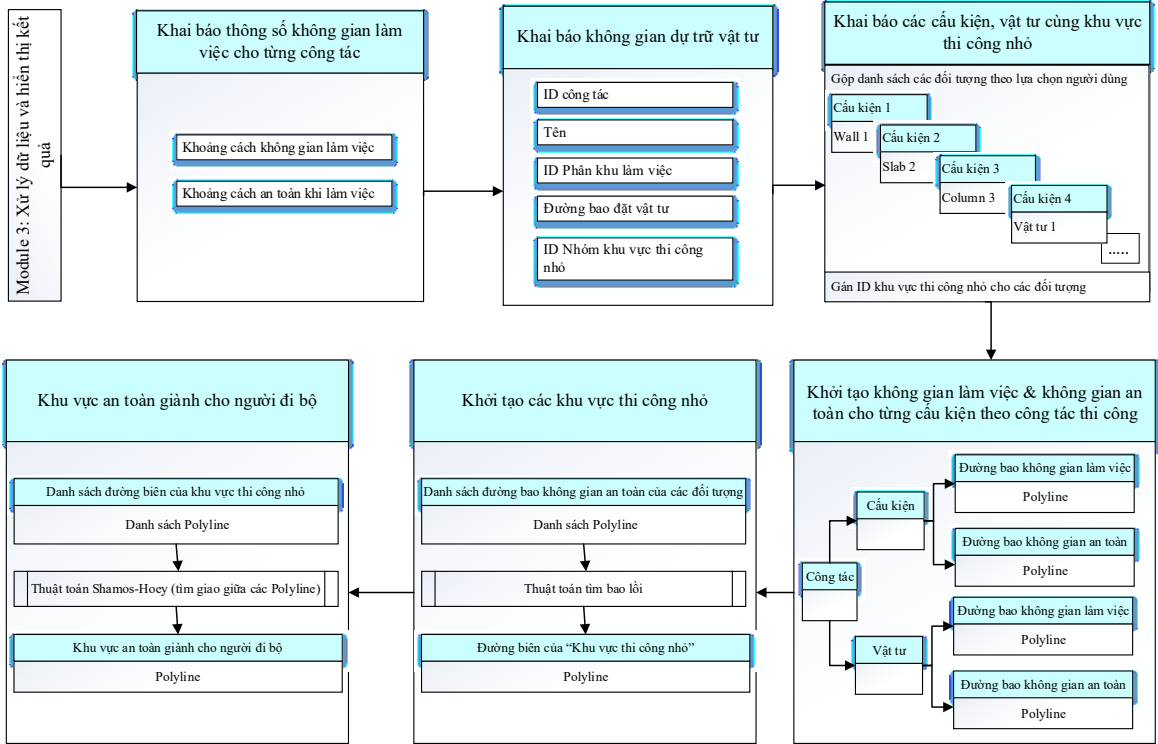 Module 3: Xử lý dữ liệu và hiển thị kết
quả
Khai báo thông số không gian làm
việc cho từng công tác
Khoảng cách không gian làm việc
Khoảng cách an toàn khi làm việc
Khai báo không gian dự trữ vật tư
ID công tác
Tên
ID Phân khu làm việc
Đường bao đặt vật tư
ID Nhóm khu vực thi công
nhỏ
Khai báo các cấu kiện, vật tư cùng khu vực
thi công nhỏ
Gộp danh sách các đối tượng theo lựa chọn người dùng
Cấu kiện 1
Wall 1
Cấu kiện 2
Slab 2
Cấu kiện 3
Column 3
Cấu kiện 4
Vật tư 1
.....
Gán ID khu vực thi công nhỏ cho các đối tượng
Khởi tạo không gian làm việc & không gian an
toàn cho từng cấu kiện theo công tác thi công
Công tác
Cấu kiện
Đường bao không gian làm việc
Polyline
Đường bao không gian an toàn
Polyline
Vật tư
Đường bao không gian làm việc
Polyline
Đường bao không gian an toàn
Polyline
Khởi tạo các khu vực thi công nhỏ
Danh sách đường bao không gian an toàn của các đối tượng
Danh sách Polyline
Thuật toán tìm bao lồi
Đường biên của “Khu vực thi công nhỏ”
Polyline
Khu vực an toàn giành cho người đi bộ
Danh sách đường biên của khu vực thi công nhỏ
Danh sách Polyline
Thuật toán Shamos-Hoey (tìm giao giữa các Polyline)
Khu vực an toàn giành cho người đi bộ
Polyline